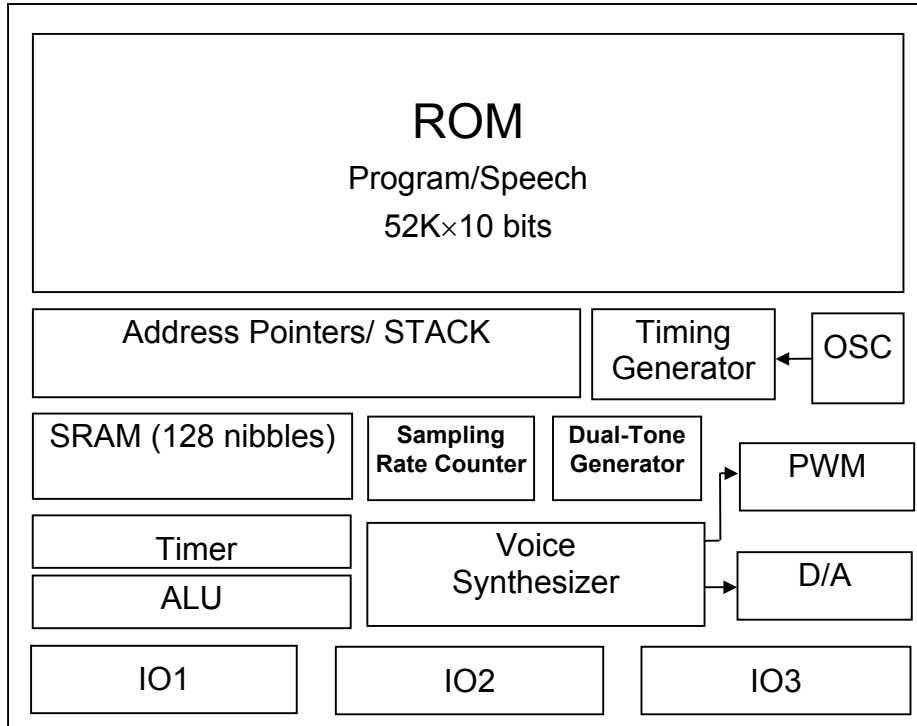 ROM
Program/Speech
52K×10 bits
Address Pointers/ STACK
Timing
Generator
OSC
SRAM (128 nibbles)
Sampling
Rate Counter
Dual-Tone
Generator
PWM
Timer
Voice
Synthesizer
D/A
ALU
IO1
IO2
IO3